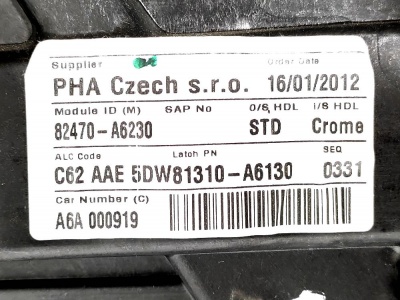 Supplier Order Date
PHA Czech s.r.o. 16/01/2012
Module ID (M) SAP No O/S HDL I/S HDL
82470-A6230 STD Crome
ALC Code Latch PN SEQ
C62 AAE 5DW81310-A6130 0331
Car Number (C)
A6A 000919